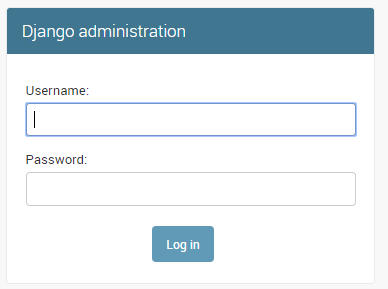 Django administration
Username:
Password:
Log in